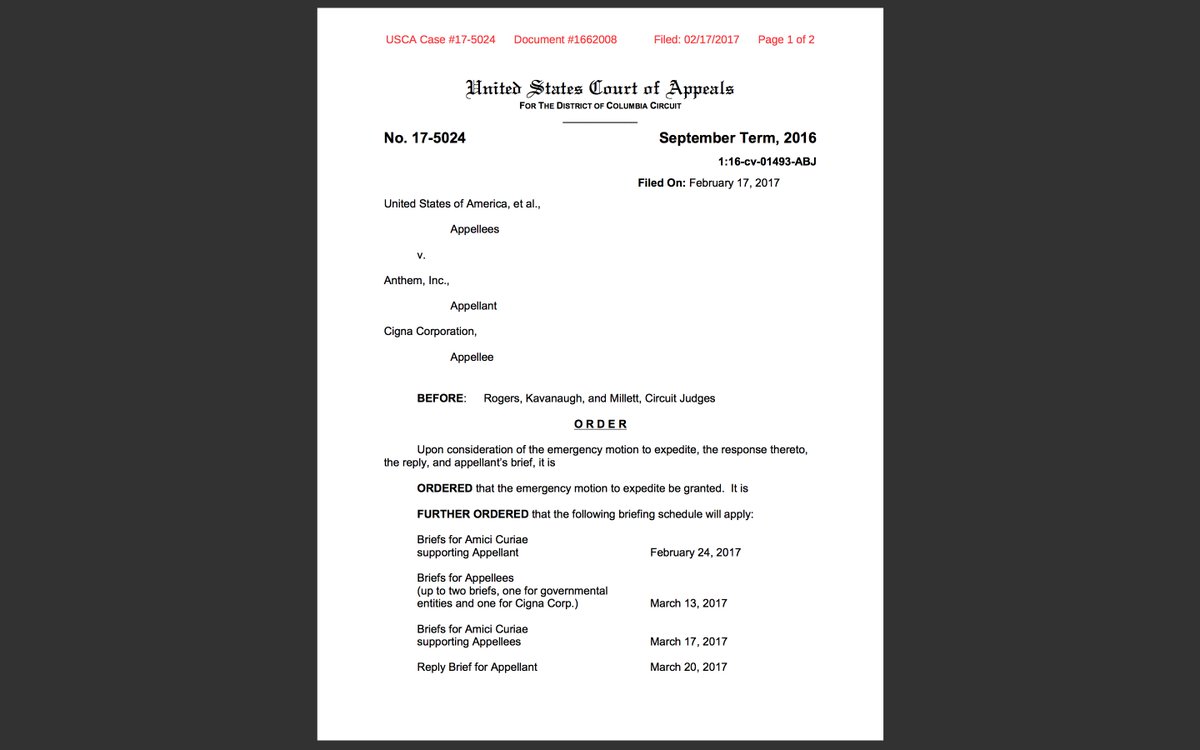 USCA Case #17-5024 Document #1662008 Filed: 02/17/2017 Page 1 of 2
United States Court of Appeals
FOR THE DISTRICT OF COLUMBIA CIRCUIT
No. 17-5024 September Term, 2016
1:16-cv-01493-ABJ
Filed On: February 17, 2017
United States of America, et al.,
Appellees
v.
Anthem, Inc.,
Appellant
Cigna Corporation,
Appellee
BEFORE: Rogers, Kavanaugh, and Millett, Circuit Judges
O R D E R
Upon consideration of the emergency motion to expedite, the response thereto,
the reply, and appellant's brief, it is
ORDERED that the emergency motion to expedite be granted. It is
FURTHER ORDERED that the following briefing schedule will apply:
Briefs for Amici Curiae
supporting Appellant February 24, 2017
Briefs for Appellees
(up to two briefs, one for governmental
entities and one for Cigna Corp.) March 13, 2017
Briefs for Amici Curiae
supporting Appellees March 17, 2017
Reply Brief for Appellant March 20, 2017